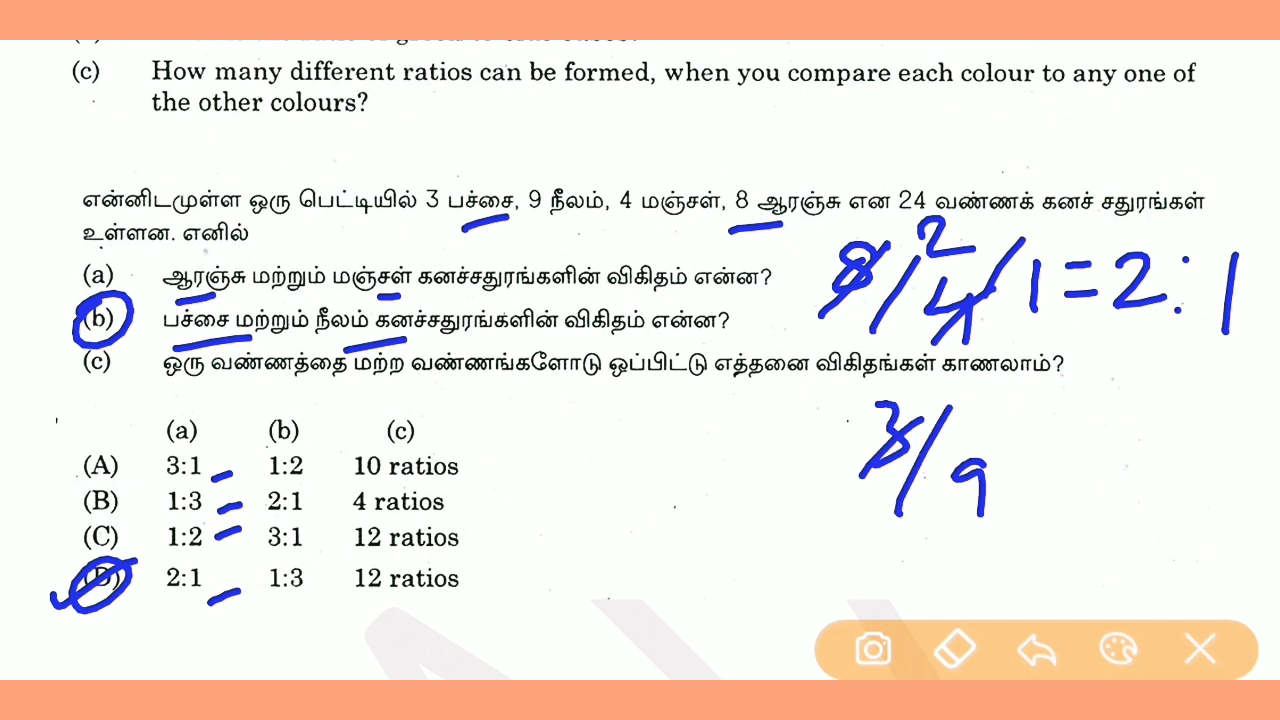 (c) How many different ratios can be formed, when you compare each colour to any one of
the other colours?
என்னிடமுள்ள ஒரு பெட்டியில் 3 பச்சை, 9 நீலம், 4 மஞ்சள், 8 ஆரஞ்சு என 24 வண்ணக் கனச் சதுரங்கள்
உள்ளன. எனில்
(a) ஆரஞ்சு மற்றும் மஞ்சள் கனச்சதுரங்களின் விகிதம் என்ன?
8/4 2/1 = 2:1
(b) பச்சை மற்றும் நீலம் கனச்சதுரங்களின் விகிதம் என்ன?
(c) ஒரு வண்ணத்தை மற்ற வண்ணங்களோடு ஒப்பிட்டு எத்தனை விகிதங்கள் காணலாம்?
(a) (b) (c)
3/9
(A) 3:1 1:2 10 ratios
(B) 1:3 2:1 4 ratios
(C) 1:2 3:1 12 ratios
(D) 2:1 1:3 12 ratios